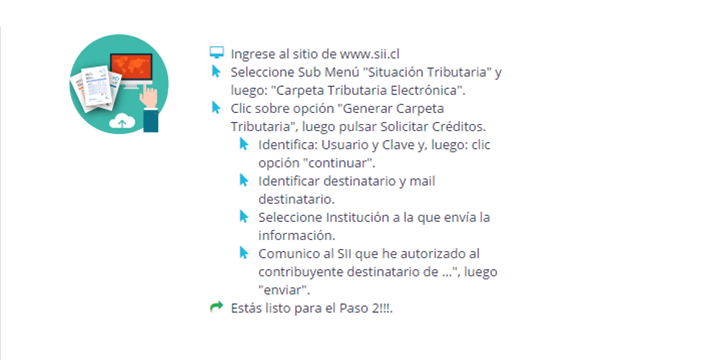 Ingrese al sitio de www.sii.cl
Seleccione Sub Menú "Situación Tributaria" y
luego: "Carpeta Tributaria Electrónica".
Clic sobre opción "Generar Carpeta
Tributaria", luego pulsar Solicitar Créditos.
Identifica: Usuario y Clave y, luego: clic
opción "continuar".
Identificar destinatario y mail
destinatario.
Seleccione Institución a la que envía la
información.
Comunico al SII que he autorizado al
contribuyente destinatario de ...", luego
"enviar".
Estás listo para el Paso 2!!!.